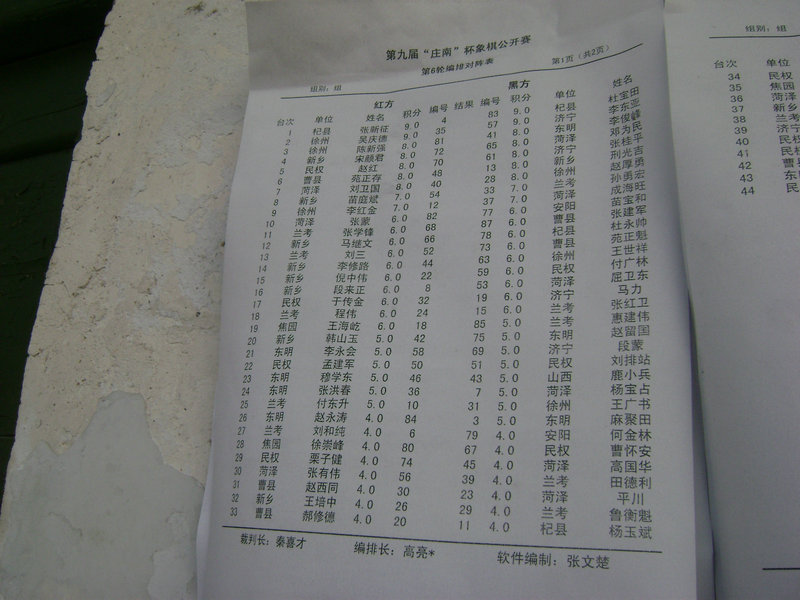 第九届“庄南”杯象棋公开赛
第6轮编排对阵表
组别：组 第1页（共2页）
红方 黑方
台次 单位 姓名 积分 编号 结果 编号 积分 单位 姓名
1 杞县 张新征 9.0 4 83 9.0 杞县 杜宝田
2 徐州 吴庆德 9.0 35 57 9.0 济宁 李东亚
3 徐州 陈新强 8.0 81 41 8.0 东明 李俊峰
4 新乡 宋颜君 8.0 72 65 8.0 菏泽 邓为民
5 民权 赵红 8.0 70 61 8.0 济宁 张桂平
6 曹县 苑正存 8.0 48 13 8.0 新乡 刑光吉
7 菏泽 刘卫国 8.0 40 28 8.0 徐州 赵厚勇
8 新乡 苗庭斌 7.0 54 33 7.0 兰考 孙勇宏
9 徐州 李红金 7.0 12 37 7.0 菏泽 成海旺
10 菏泽 张蒙 6.0 82 77 6.0 安阳 苗宝和
11 兰考 张学锋 6.0 68 87 6.0 曹县 张建军
12 新乡 马继文 6.0 66 78 6.0 杞县 杜永帅
13 兰考 刘三 6.0 52 73 6.0 曹县 苑正魁
14 新乡 李修路 6.0 44 63 6.0 徐州 王世祥
15 新乡 倪中伟 6.0 22 59 6.0 民权 付广林
16 新乡 段来正 6.0 8 53 6.0 菏泽 屈卫东
17 民权 于传金 6.0 32 19 6.0 济宁 马力
18 兰考 程伟 6.0 24 15 6.0 兰考 张红卫
19 焦园 王海屹 6.0 18 85 5.0 兰考 惠建伟
20 新乡 韩山玉 5.0 42 75 5.0 东明 赵留国
21 东明 李永会 5.0 58 69 5.0 济宁 段蒙
22 民权 孟建军 5.0 50 51 5.0 民权 刘排站
23 东明 穆学东 5.0 46 43 5.0 山西 鹿小兵
24 东明 张洪春 5.0 36 7 5.0 菏泽 杨宝占
25 兰考 付东升 5.0 10 31 5.0 徐州 王广书
26 东明 赵永涛 4.0 84 3 5.0 东明 麻聚田
27 兰考 刘和纯 4.0 6 79 4.0 安阳 何金林
28 焦园 徐崇峰 4.0 80 67 4.0 民权 曹怀安
29 民权 栗子健 4.0 74 45 4.0 菏泽 高国华
30 菏泽 张有伟 4.0 56 39 4.0 兰考 田德利
31 曹县 赵西同 4.0 30 23 4.0 菏泽 平川
32 新乡 王培中 4.0 26 29 4.0 兰考 鲁衡魁
33 曹县 郝修德 4.0 20 11 4.0 杞县 杨玉斌
裁判长：秦喜才 编排长：高亮* 软件编制：张文楚
组别：组
台次 单位
34 民权
35 焦园
36 菏泽
37 新乡
38 兰考
39 济宁
40 民
41 民
42 曹
43 东
44 民